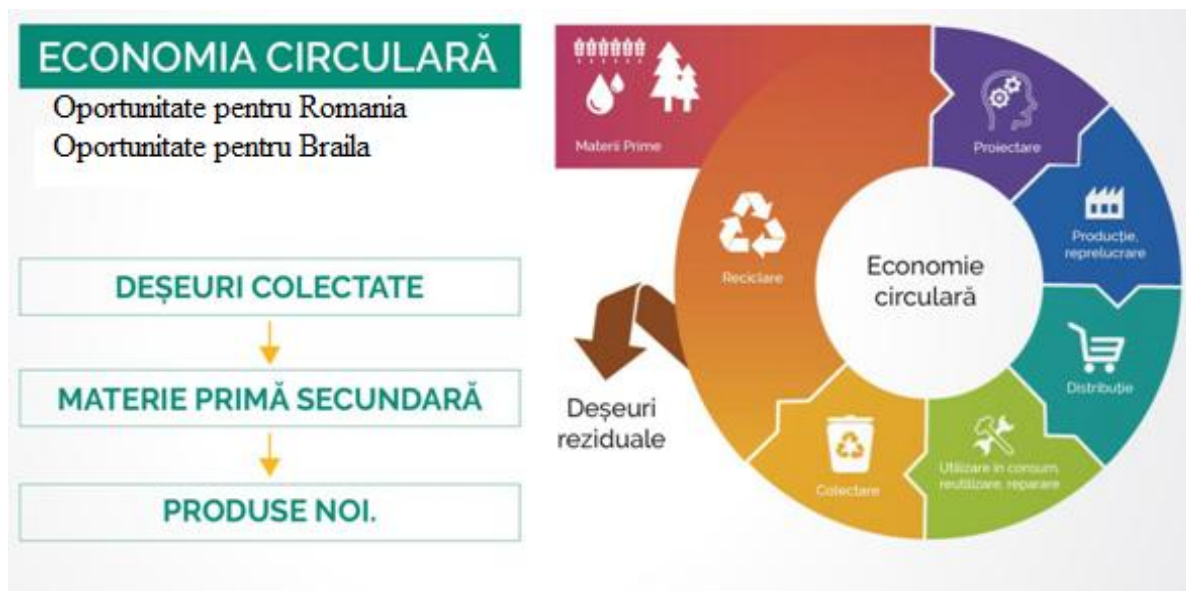 ECONOMIA CIRCULARĂ
Oportunitate pentru Romania
Oportunitate pentru Braila
DEȘEURI COLECTATE
MATERIE PRIMĂ SECUNDARĂ
PRODUSE NOI.
Materii Prime
Proiectare
Producție,
reprelucrare
Distribuție
Utilizare in consum,
reutilizare, reparare
Colectare
Reciclare
Deșeuri
reziduale
Economie
circulară